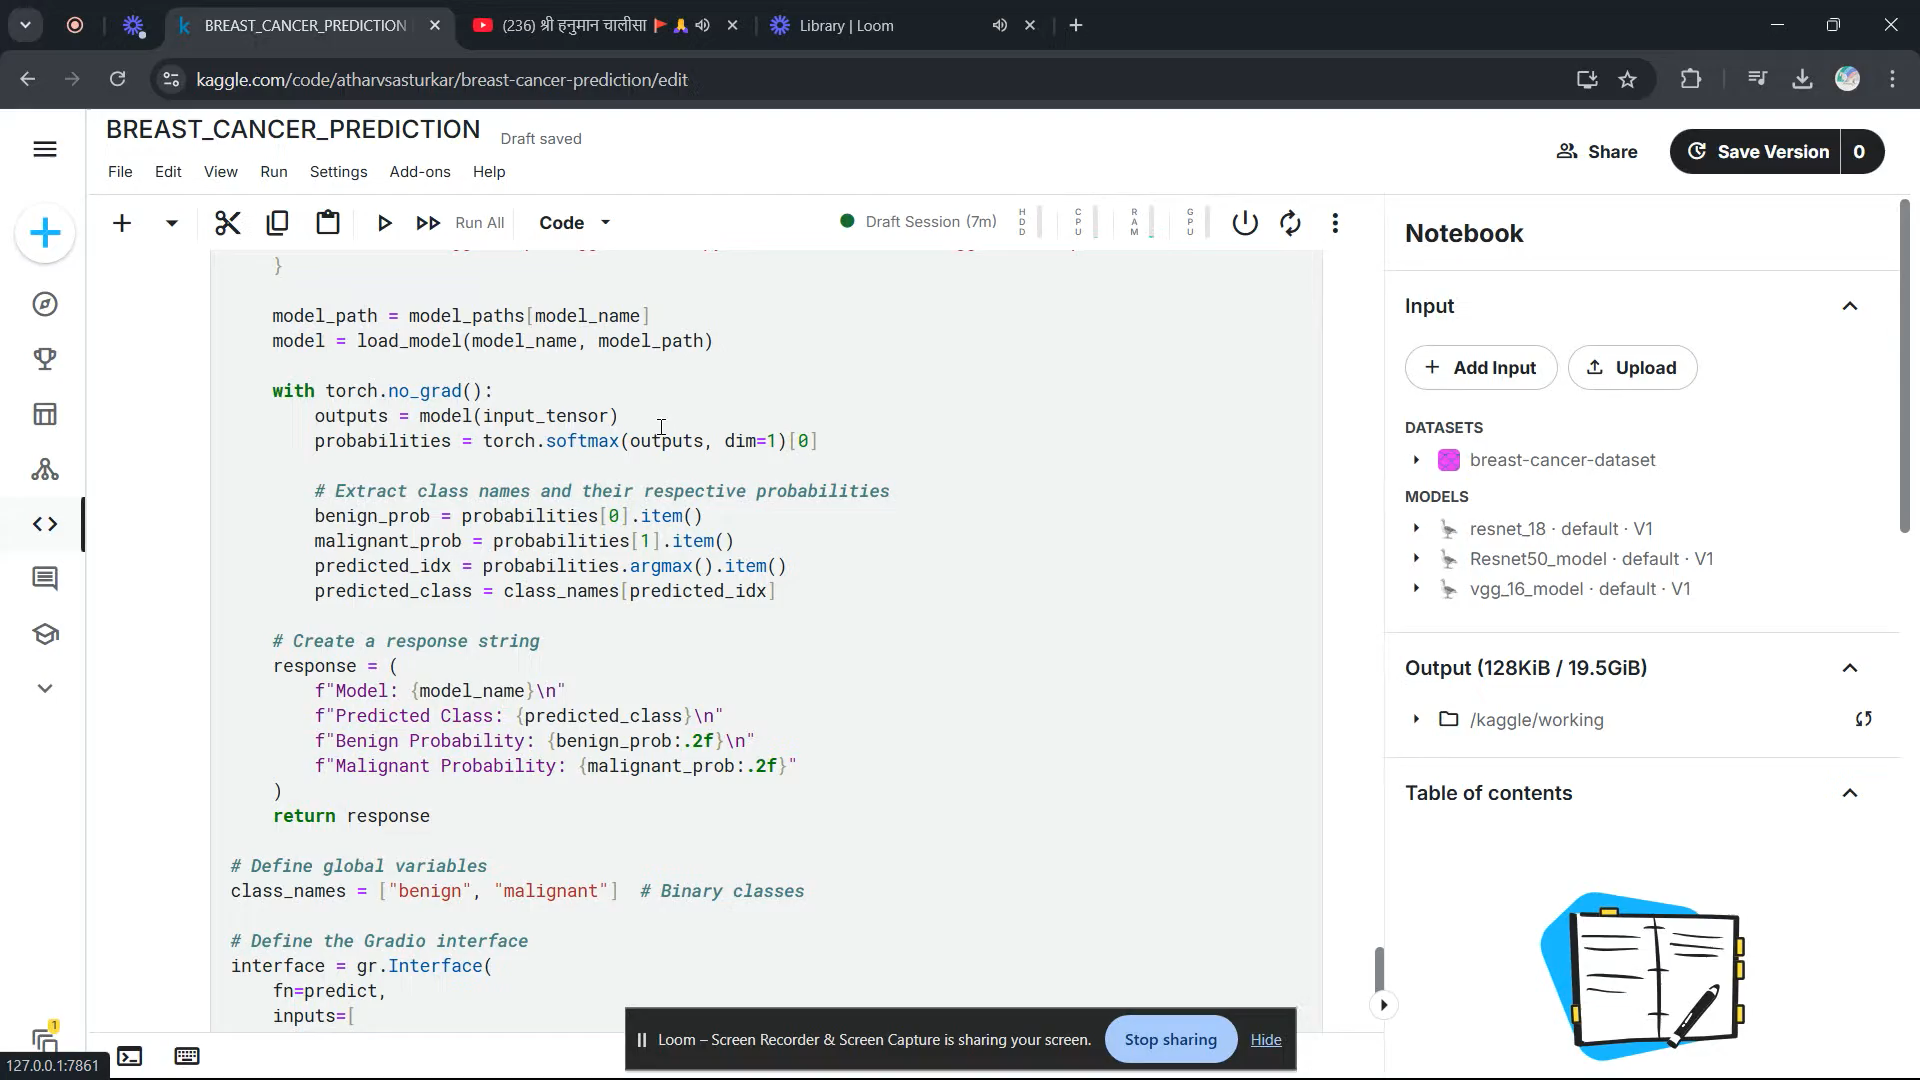 BREAST_CANCER_PREDICTION
(236) श्री हनुमान चालीसा 🚩🙏
Library | Loom
kaggle.com/code/atharvsasturkar/breast-cancer-prediction/edit
BREAST_CANCER_PREDICTION
Draft saved
Share
Save Version
0
File Edit View Run Settings Add-ons Help
Run All
Code
Draft Session (7m)
HDD
CPU
RAM
GPU
}
model_path = model_paths[model_name]
model = load_model(model_name, model_path)
with torch.no_grad():
outputs = model(input_tensor)
probabilities = torch.softmax(outputs, dim=1)[0]
# Extract class names and their respective probabilities
benign_prob = probabilities[0].item()
malignant_prob = probabilities[1].item()
predicted_idx = probabilities.argmax().item()
predicted_class = class_names[predicted_idx]
# Create a response string
response = (
f"Model: {model_name}\n"
f"Predicted Class: {predicted_class}\n"
f"Benign Probability: {benign_prob:.2f}\n"
f"Malignant Probability: {malignant_prob:.2f}"
)
return response
# Define global variables
class_names = ["benign", "malignant"]  # Binary classes
# Define the Gradio interface
interface = gr.Interface(
fn=predict,
inputs=[
Notebook
Input
+ Add Input
Upload
DATASETS
breast-cancer-dataset
MODELS
resnet_18 · default · V1
Resnet50_model · default · V1
vgg_16_model · default · V1
Output (128KiB / 19.5GiB)
/kaggle/working
Table of contents
1
127.0.0.1:7861
Loom – Screen Recorder & Screen Capture is sharing your screen.
Stop sharing
Hide